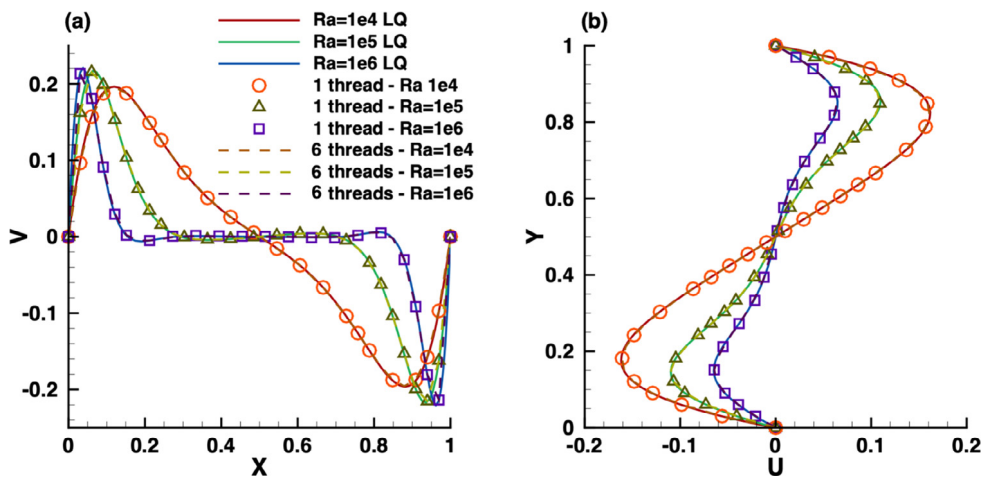 (a)
Ra=1e4 LQ
Ra=1e5 LQ
Ra=1e6 LQ
1 thread - Ra 1e4
1 thread - Ra=1e5
1 thread - Ra=1e6
6 threads - Ra=1e4
6 threads - Ra=1e5
6 threads - Ra=1e6
0.2
0.1
0
-0.1
-0.2
V
0 0.2 0.4 0.6 0.8 1
X
(b)
1
0.8
0.6
0.4
0.2
0
Y
-0.2 -0.1 0 0.1 0.2
U